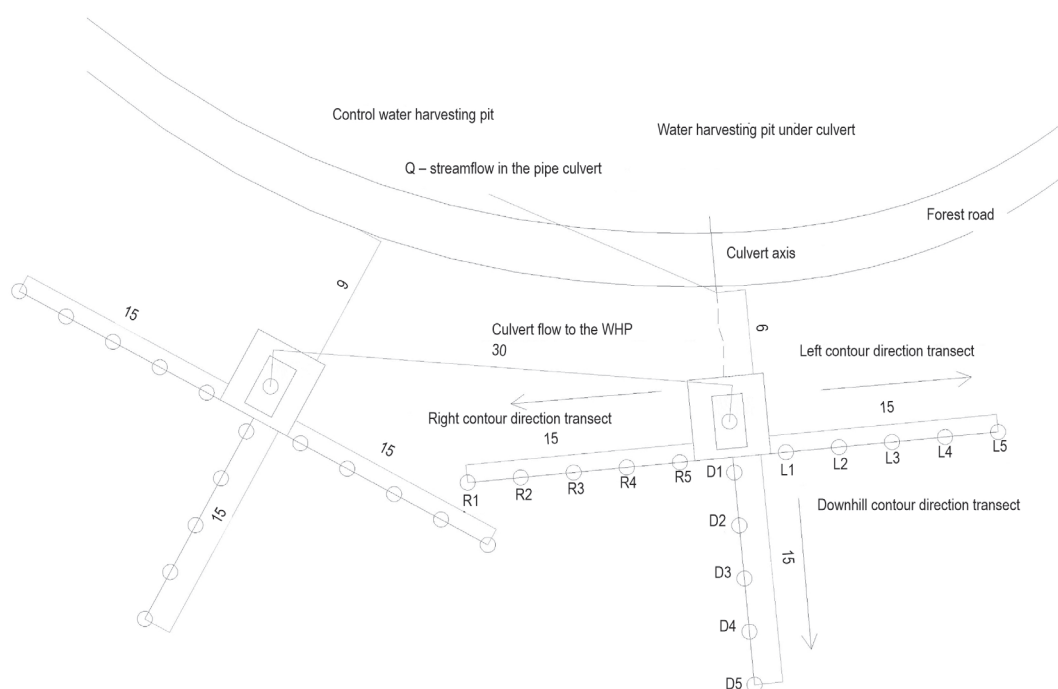 Control water harvesting pit
Water harvesting pit under culvert
Q – streamflow in the pipe culvert
Forest road
Culvert axis
9
15
Culvert flow to the WHP
30
6
Left contour direction transect
Right contour direction transect
15
15
15
15
R1
R2
R3
R4
R5
D1
L1
L2
L3
L4
L5
Downhill contour direction transect
D2
15
D3
D4
D5